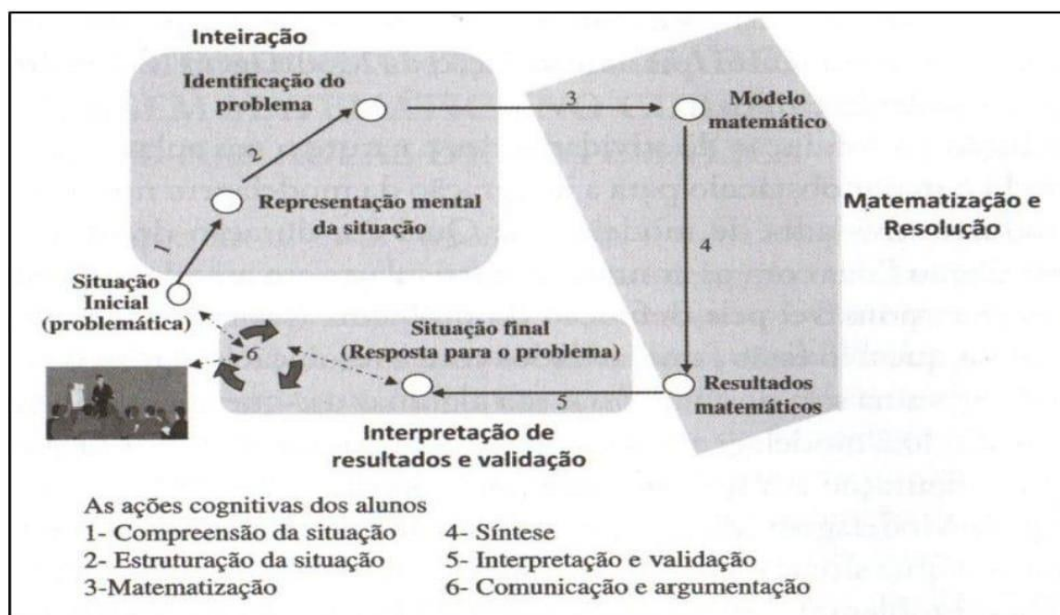 Inteiração
Identificação do
problema
3
Modelo
matemático
2
Representação mental
da situação
Matematização e
Resolução
4
1
Situação
Inicial
(problemática)
Situação final
(Resposta para o problema)
6
Resultados
matemáticos
5
Interpretação de
resultados e validação
As ações cognitivas dos alunos
1- Compreensão da situação
2- Estruturação da situação
3-Matematização
4- Síntese
5- Interpretação e validação
6- Comunicação e argumentação